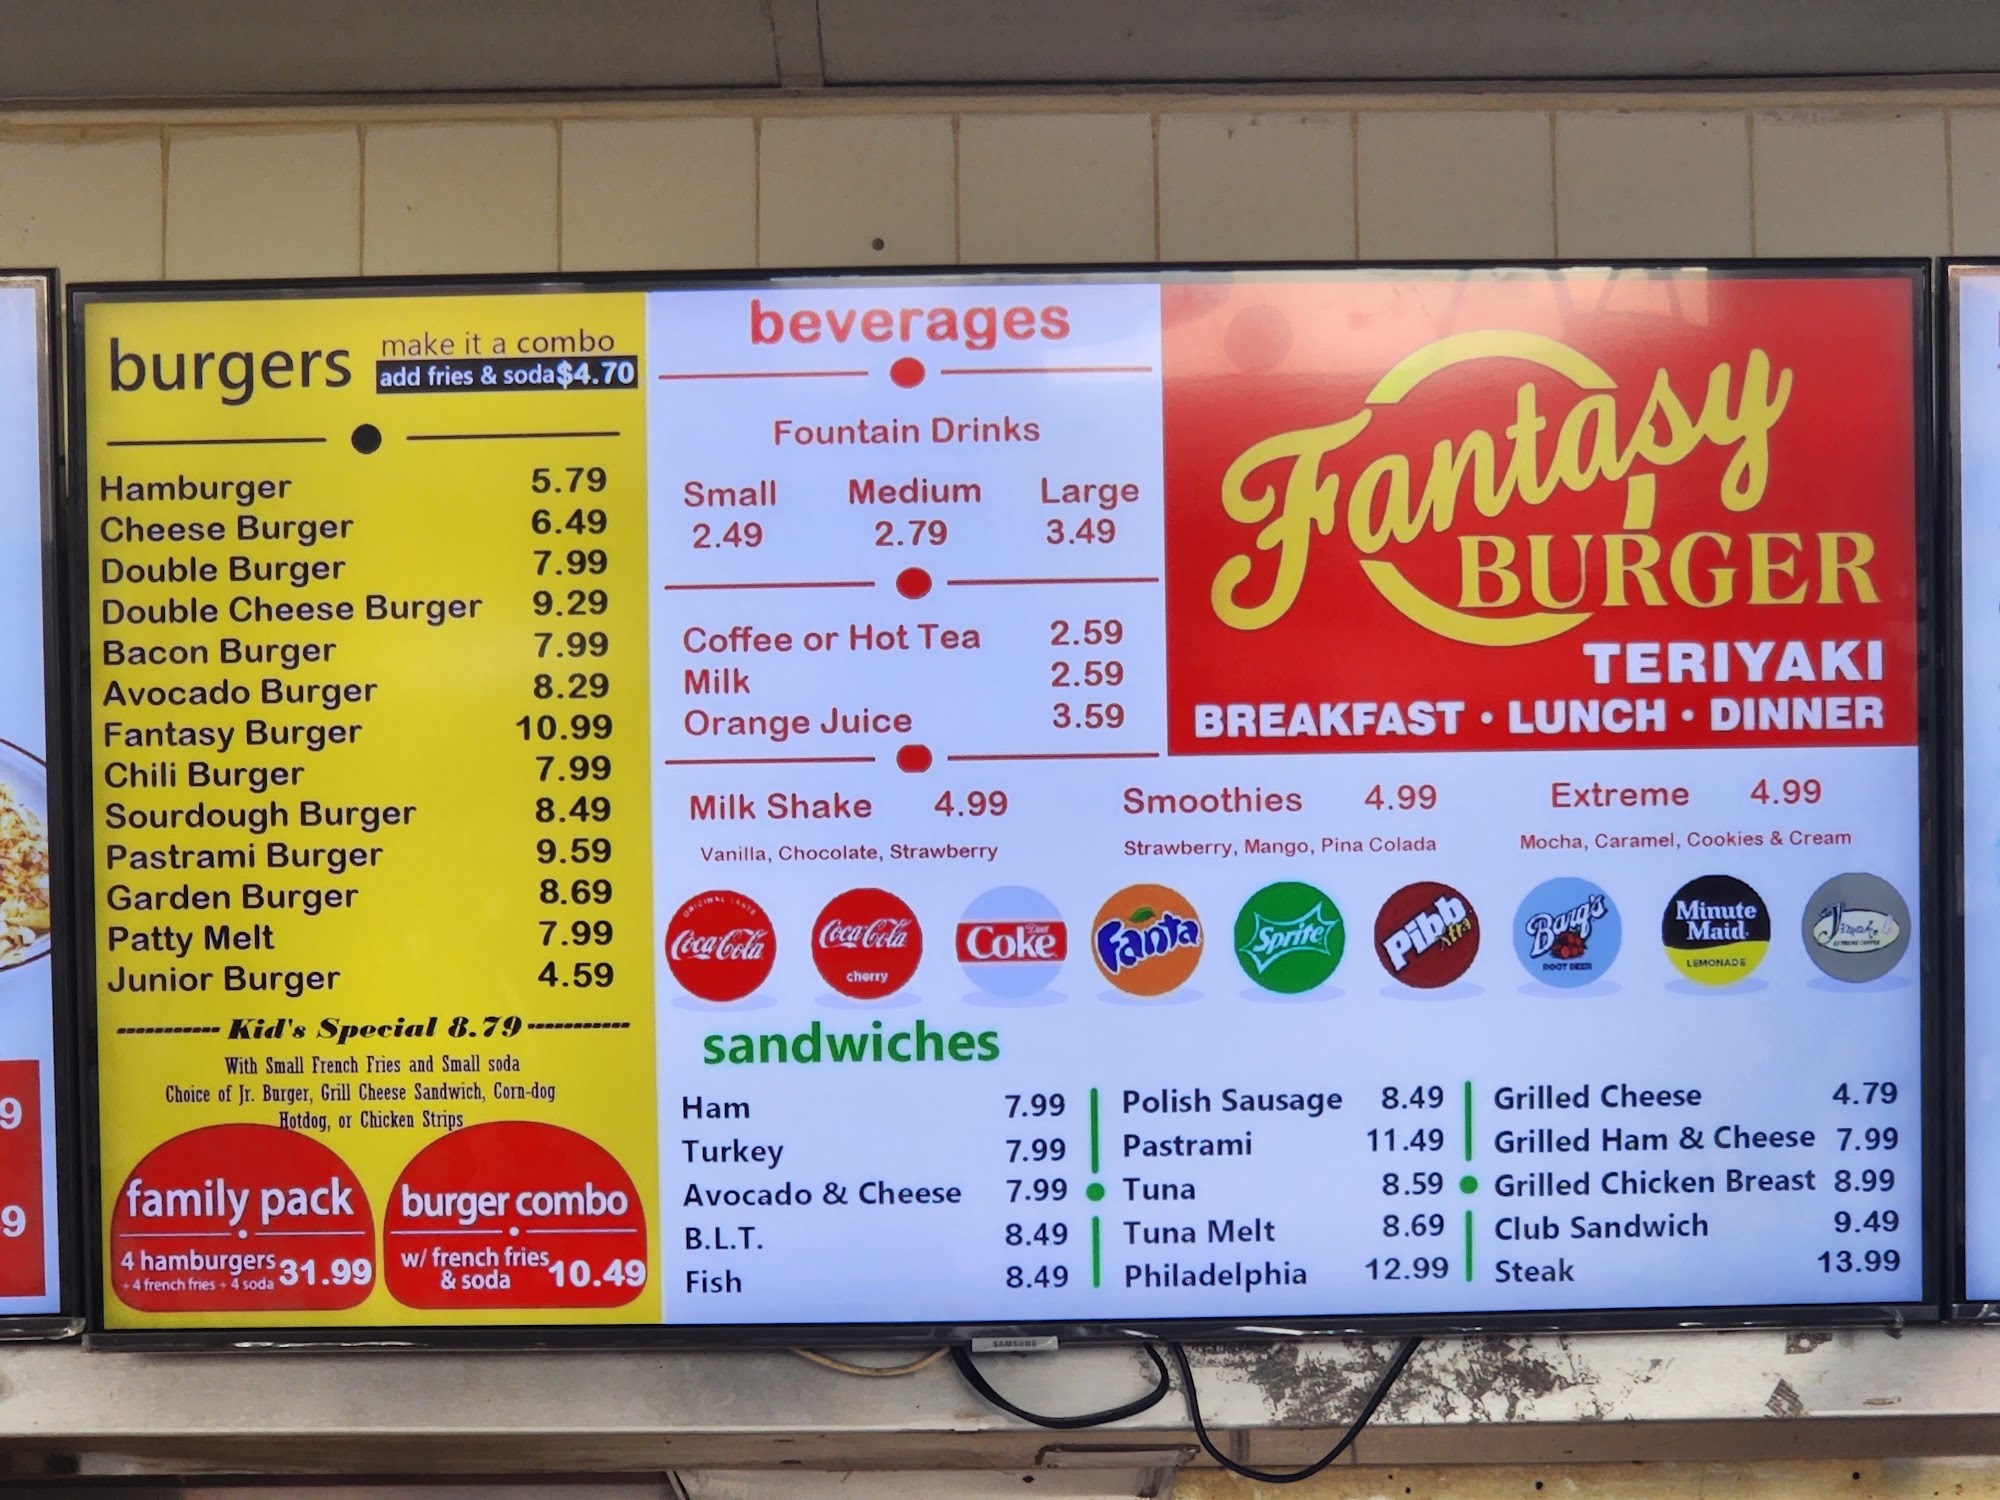 burgers
make it a combo
add fries & soda $4.70
Hamburger 5.79
Cheese Burger 6.49
Double Burger 7.99
Double Cheese Burger 9.29
Bacon Burger 7.99
Avocado Burger 8.29
Fantasy Burger 10.99
Chili Burger 7.99
Sourdough Burger 8.49
Pastrami Burger 9.59
Garden Burger 8.69
Patty Melt 7.99
Junior Burger 4.59
Kid's Special 8.79
With Small French Fries and Small soda
Choice of Jr. Burger, Grill Cheese Sandwich, Corn-dog
Hotdog, or Chicken Strips
family pack
4 hamburgers 31.99
+ 4 french fries + 4 soda
burger combo
w/ french fries
& soda 10.49
beverages
Fountain Drinks
Small Medium Large
2.49 2.79 3.49
Coffee or Hot Tea 2.59
Milk 2.59
Orange Juice 3.59
Fantasy
BURGER
TERIYAKI
BREAKFAST • LUNCH • DINNER
Milk Shake 4.99
Vanilla, Chocolate, Strawberry
Smoothies 4.99
Strawberry, Mango, Pina Colada
Extreme 4.99
Mocha, Caramel, Cookies & Cream
ORIGINAL TASTE
Coca-Cola
Coca-Cola
cherry
Diet
Coke
Fanta
Sprite
Pibb
Xtra
Barq's
ROOT BEER
Minute
Maid
LEMONADE
sandwiches
Ham 7.99
Turkey 7.99
Avocado & Cheese 7.99
B.L.T. 8.49
Fish 8.49
Polish Sausage 8.49
Pastrami 11.49
Tuna 8.59
Tuna Melt 8.69
Philadelphia 12.99
Grilled Cheese 4.79
Grilled Ham & Cheese 7.99
Grilled Chicken Breast 8.99
Club Sandwich 9.49
Steak 13.99
SAMSUNG
9
9